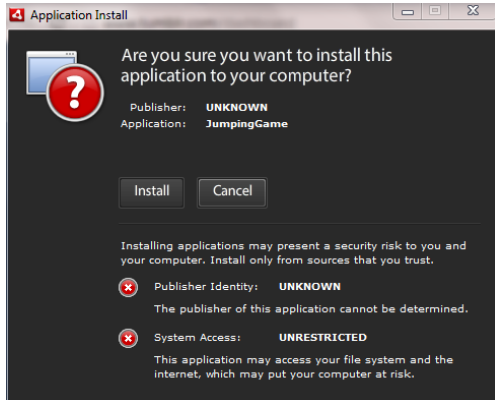 Application Install
Are you sure you want to install this
application to your computer?
Publisher: UNKNOWN
Application: JumpingGame
Install Cancel
Installing applications may present a security risk to you and
your computer. Install only from sources that you trust.
Publisher Identity: UNKNOWN
The publisher of this application cannot be determined.
System Access: UNRESTRICTED
This application may access your file system and the
internet, which may put your computer at risk.